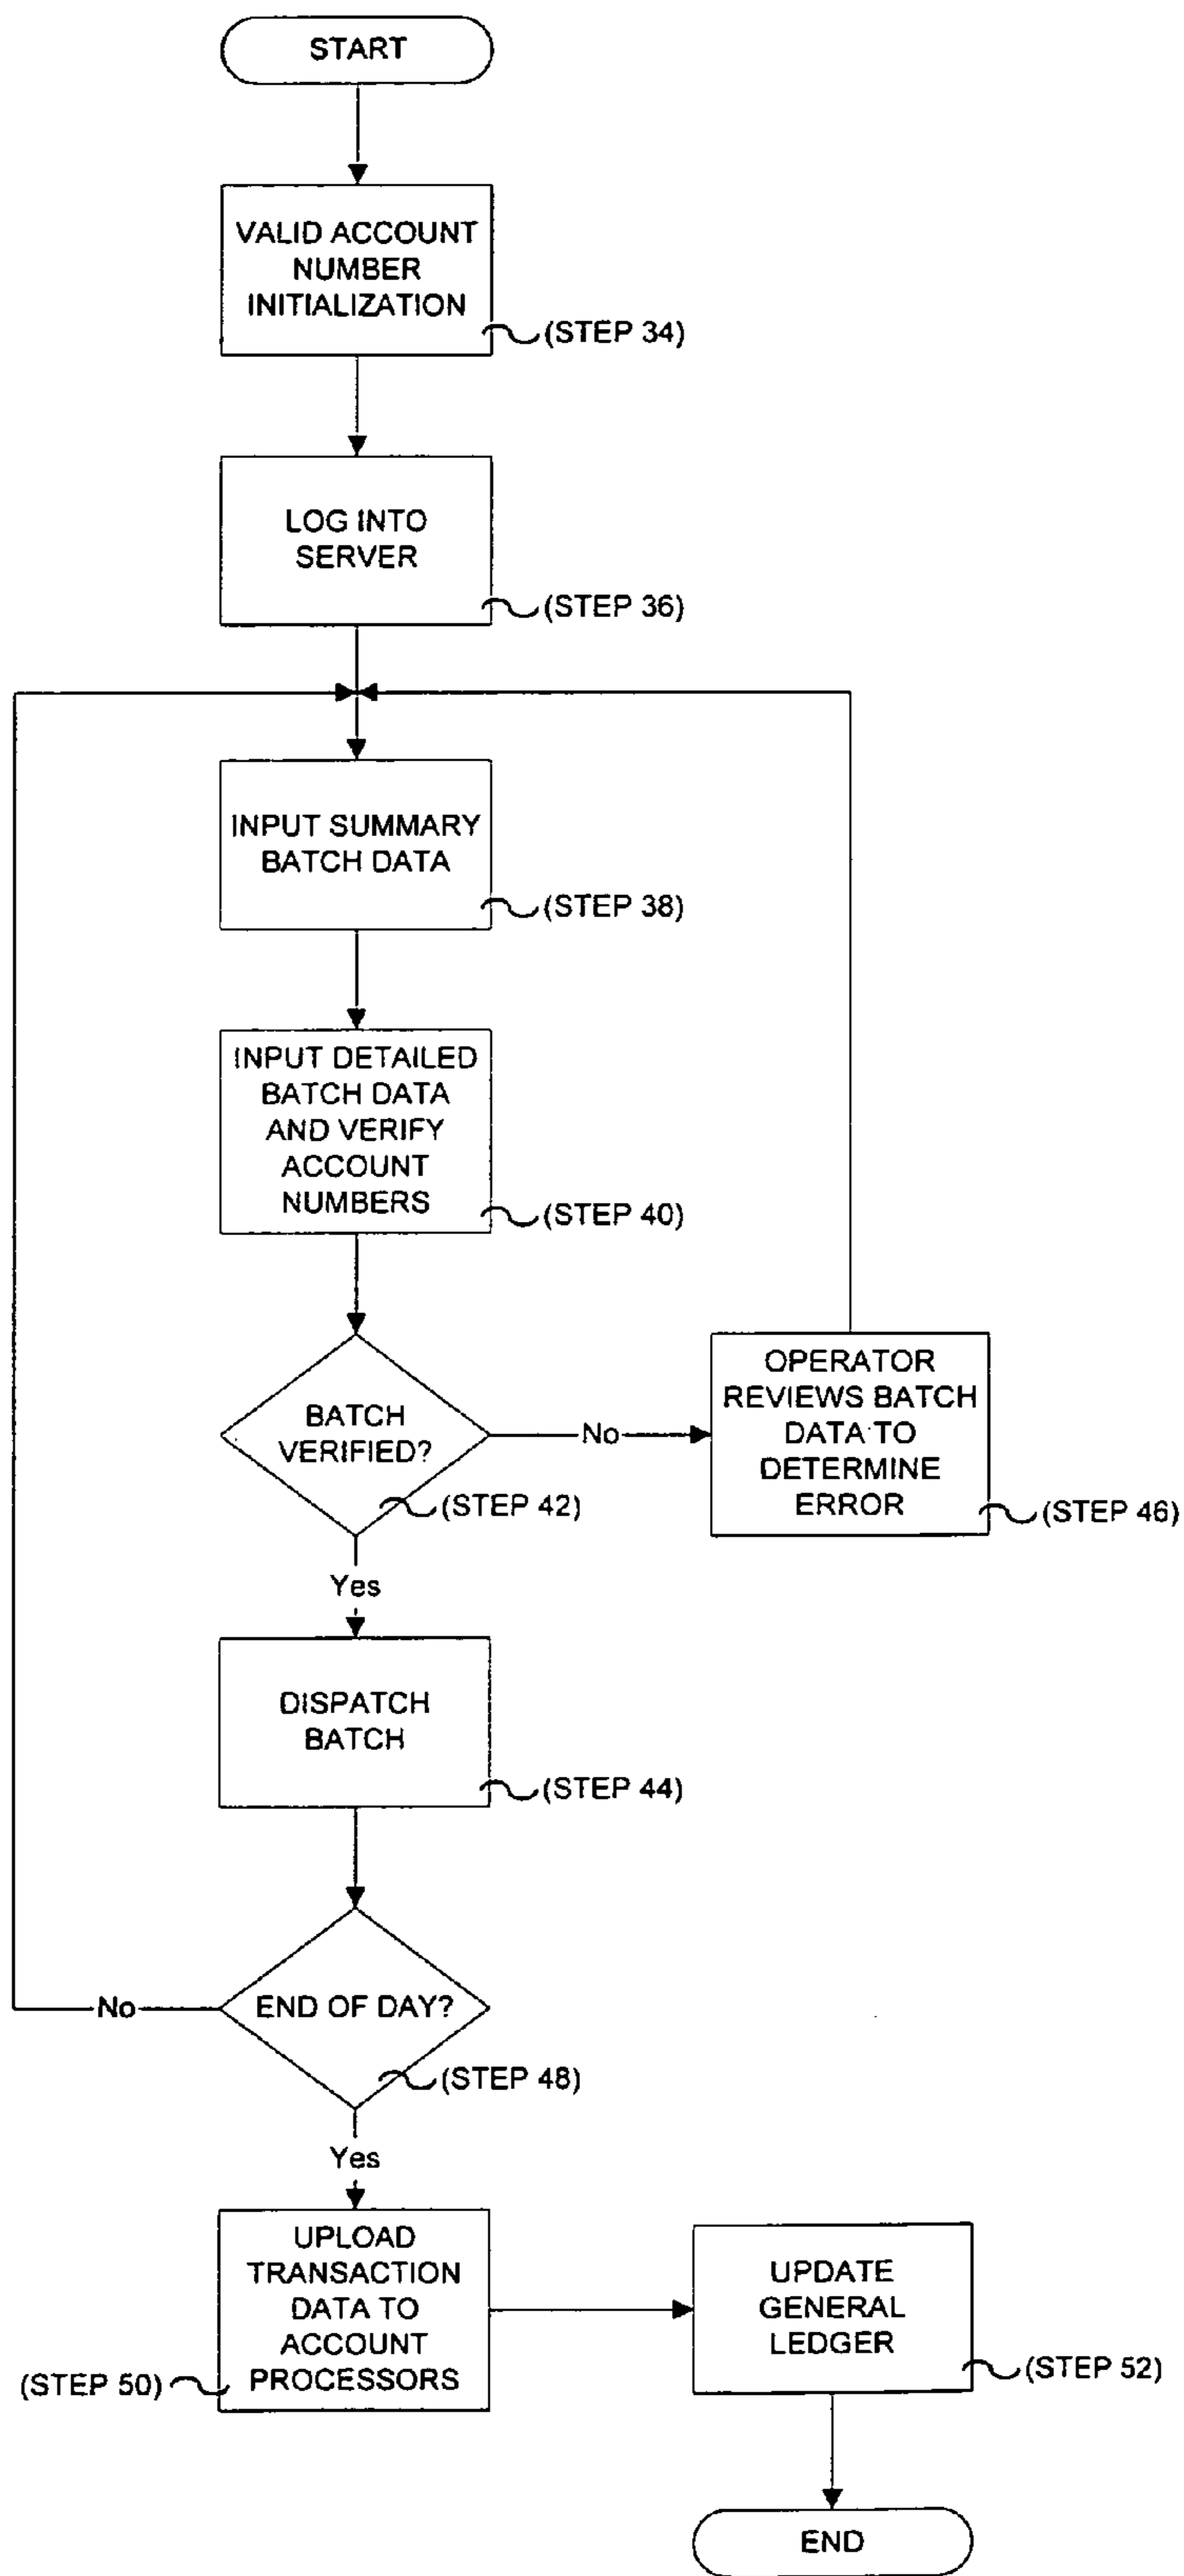 START
VALID ACCOUNT
NUMBER
INITIALIZATION
(STEP 34)
LOG INTO
SERVER
(STEP 36)
INPUT SUMMARY
BATCH DATA
(STEP 38)
INPUT DETAILED
BATCH DATA
AND VERIFY
ACCOUNT
NUMBERS
(STEP 40)
BATCH
VERIFIED?
(STEP 42)
No
OPERATOR
REVIEWS BATCH
DATA TO
DETERMINE
ERROR
(STEP 46)
Yes
DISPATCH
BATCH
(STEP 44)
END OF DAY?
No
(STEP 48)
Yes
UPLOAD
TRANSACTION
DATA TO
ACCOUNT
PROCESSORS
(STEP 50)
UPDATE
GENERAL
LEDGER
(STEP 52)
END